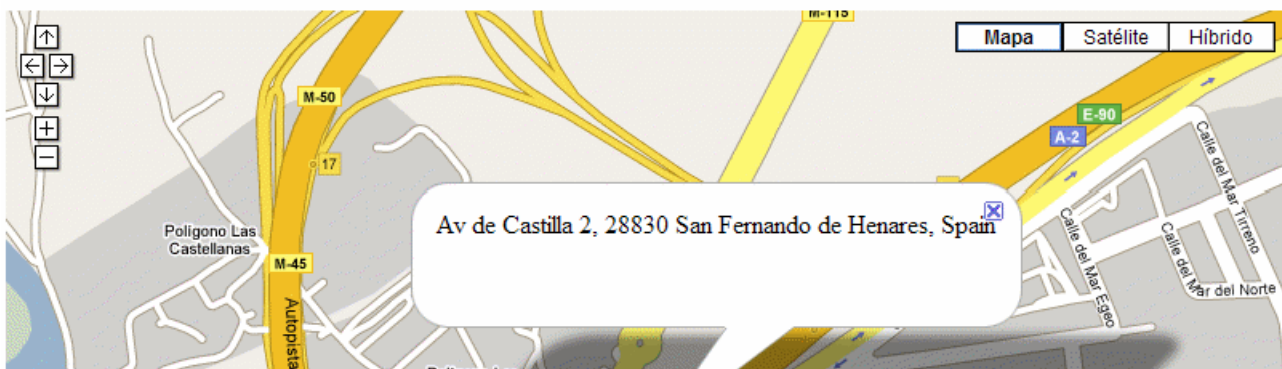 M-115
Mapa
Satélite
Híbrido
M-50
E-90
A-2
17
Calle del Mar Tirreno
Av de Castilla 2, 28830 San Fernando de Henares, Spain
Polígono Las
Castellanas
Calle del Mar Egeo
Calle del Mar del Norte
M-45
Autopista